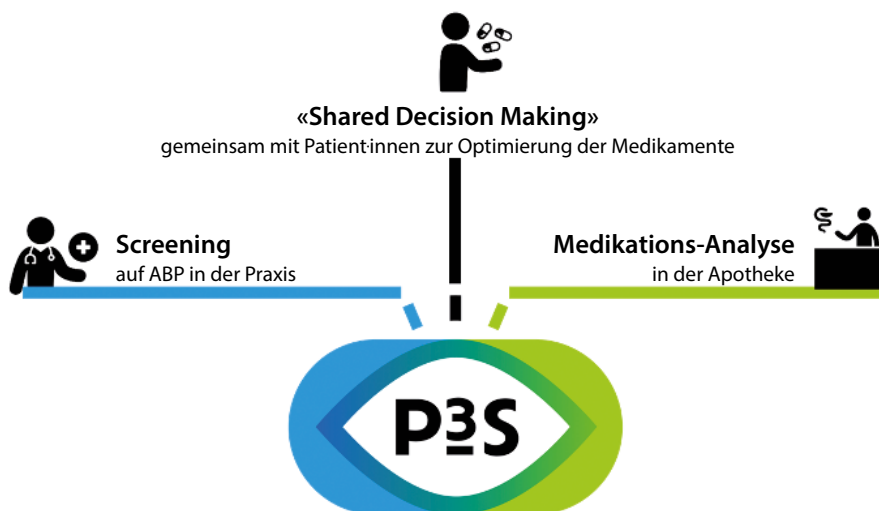 «Shared Decision Making»
gemeinsam mit Patient·innen zur Optimierung der Medikamente
Screening
auf ABP in der Praxis
Medikations-Analyse
in der Apotheke
P3S